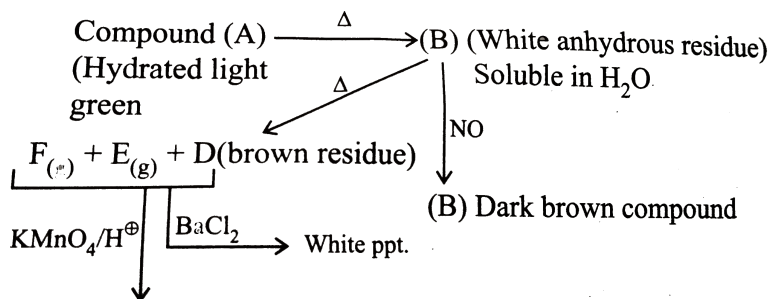 Compound (A) Δ (B) (White anhydrous residue)
(Hydrated light Soluble in H₂O
green Δ
NO
F( ) + E(g) + D(brown residue)
(B) Dark brown compound
KMnO₄/H⊕ BaCl₂ White ppt.